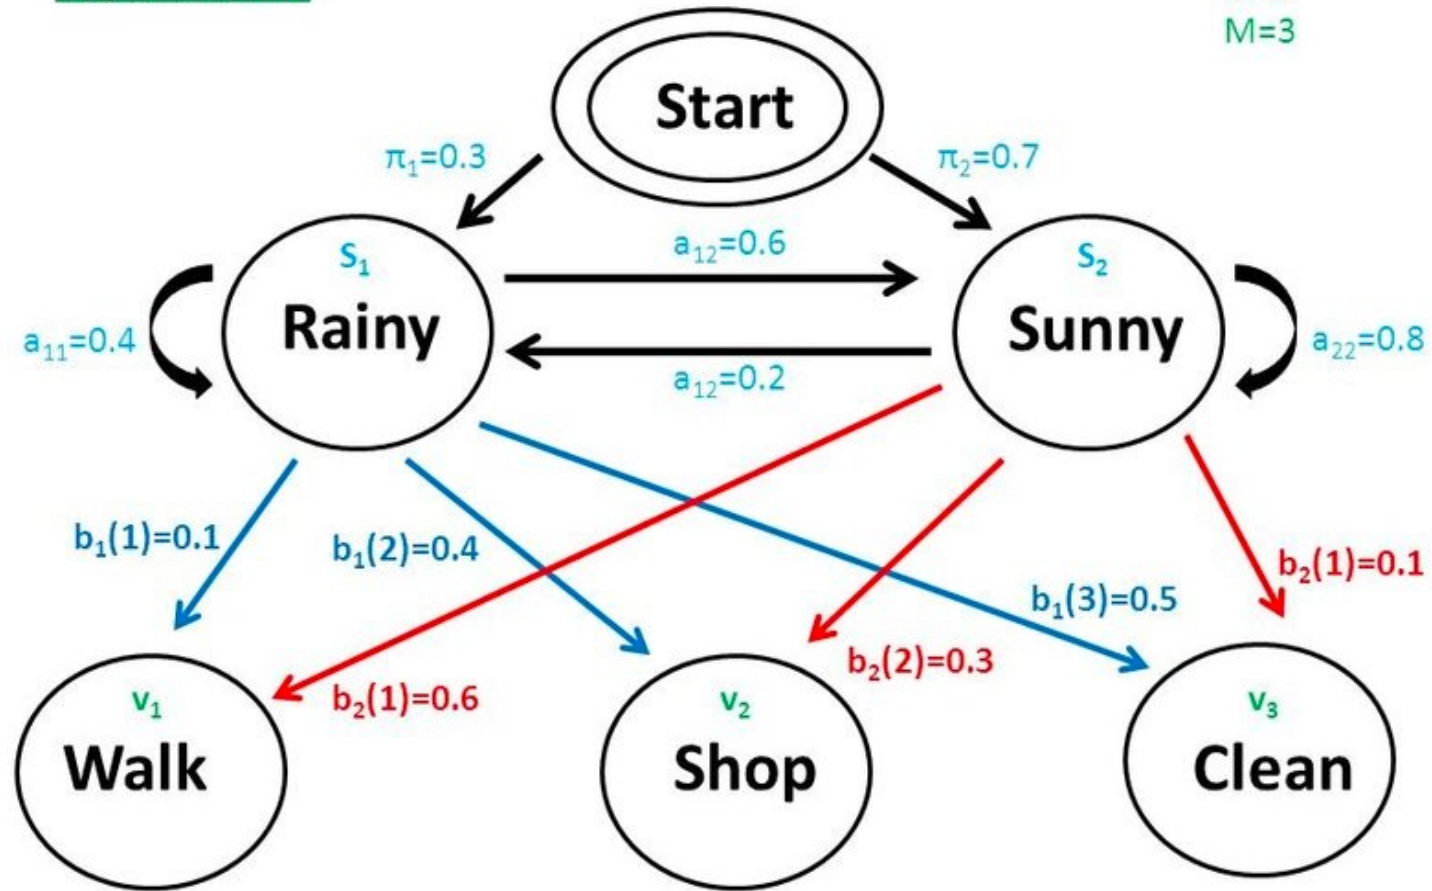 M=3
Start
π₁=0.3
π₂=0.7
S₁
Rainy
a₁₂=0.6
S₂
Sunny
a₁₁=0.4
a₁₂=0.2
a₂₂=0.8
b₁(1)=0.1
b₁(2)=0.4
b₁(3)=0.5
b₂(1)=0.1
b₂(1)=0.6
b₂(2)=0.3
v₁
Walk
v₂
Shop
v₃
Clean